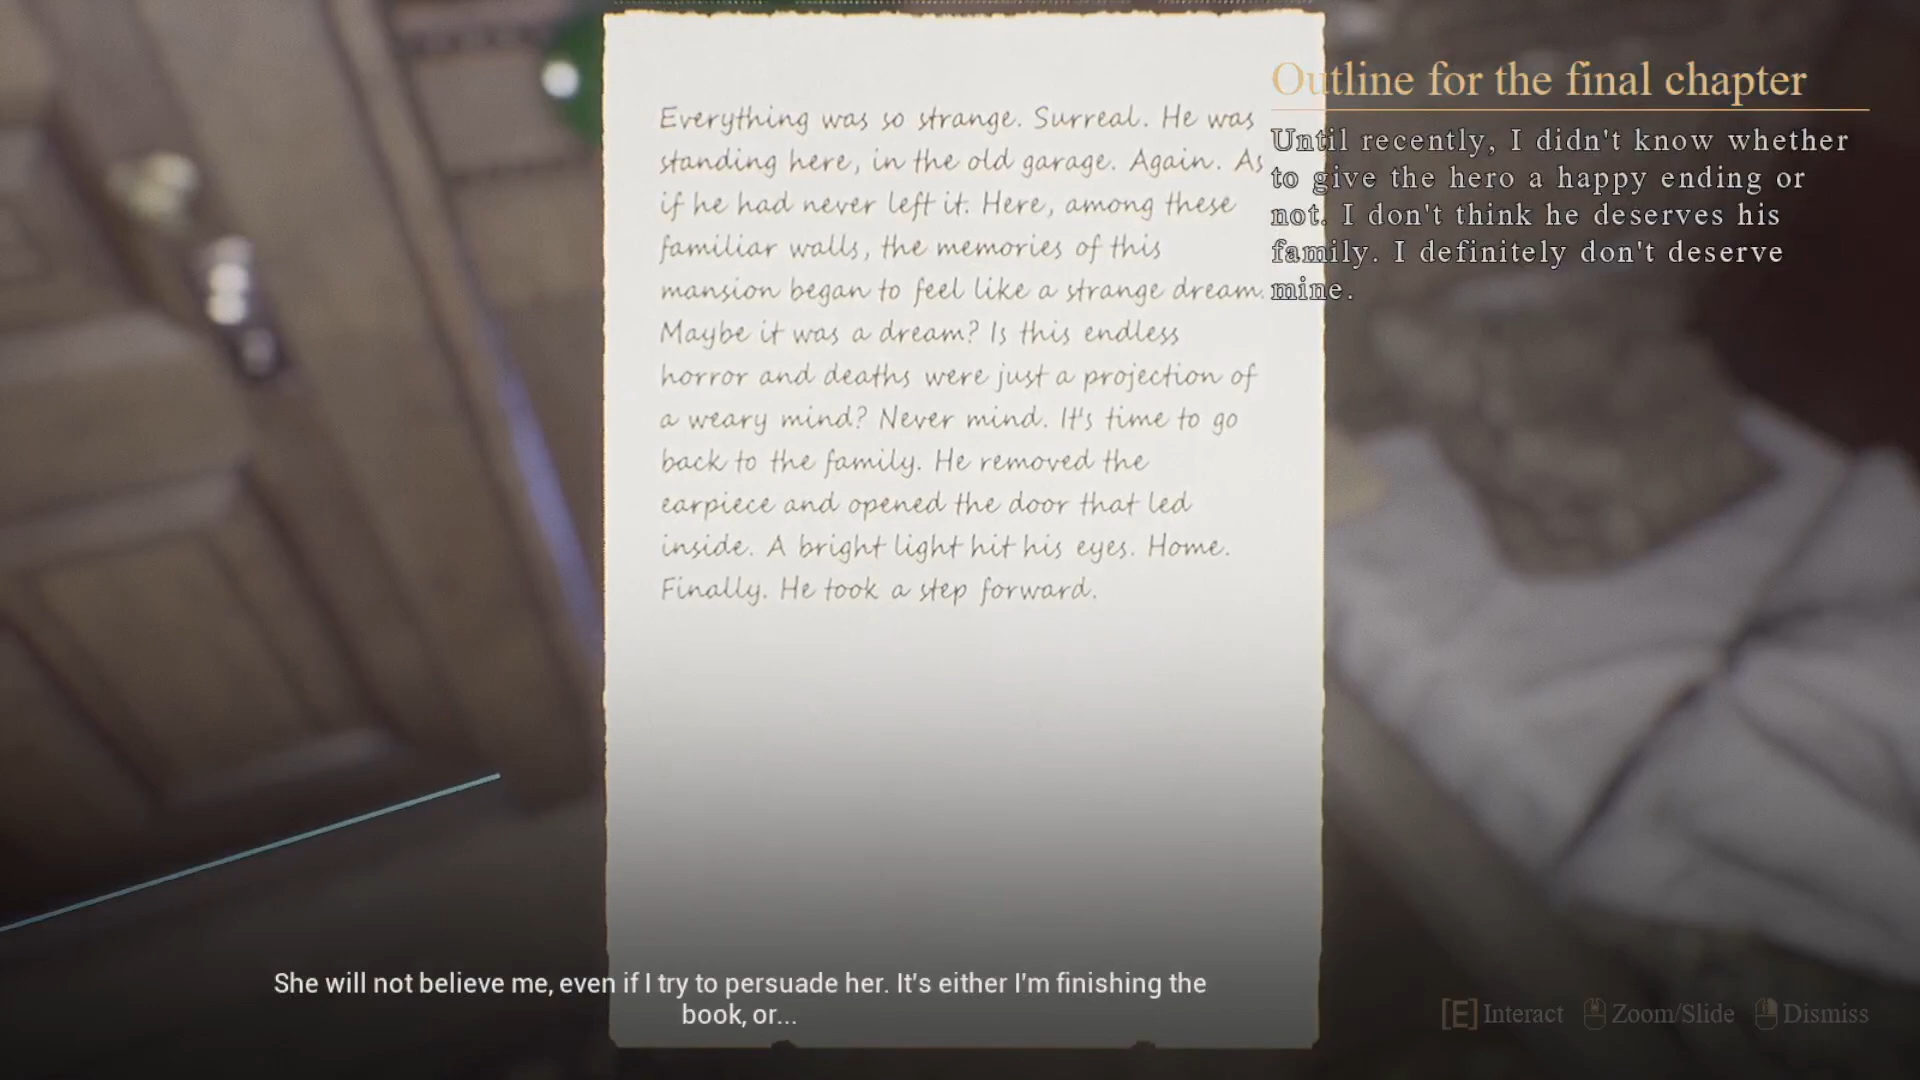 Everything was so strange. Surreal. He was
standing here, in the old garage. Again. As
if he had never left it. Here, among these
familiar walls, the memories of this
mansion began to feel like a strange dream.
Maybe it was a dream? Is this endless
horror and deaths were just a projection of
a weary mind? Never mind. It's time to go
back to the family. He removed the
earpiece and opened the door that led
inside. A bright light hit his eyes. Home.
Finally. He took a step forward.
Outline for the final chapter
Until recently, I didn't know whether
to give the hero a happy ending or
not. I don't think he deserves his
family. I definitely don't deserve
mine.
She will not believe me, even if I try to persuade her. It's either I'm finishing the
book, or...
[E] Interact Zoom/Slide Dismiss